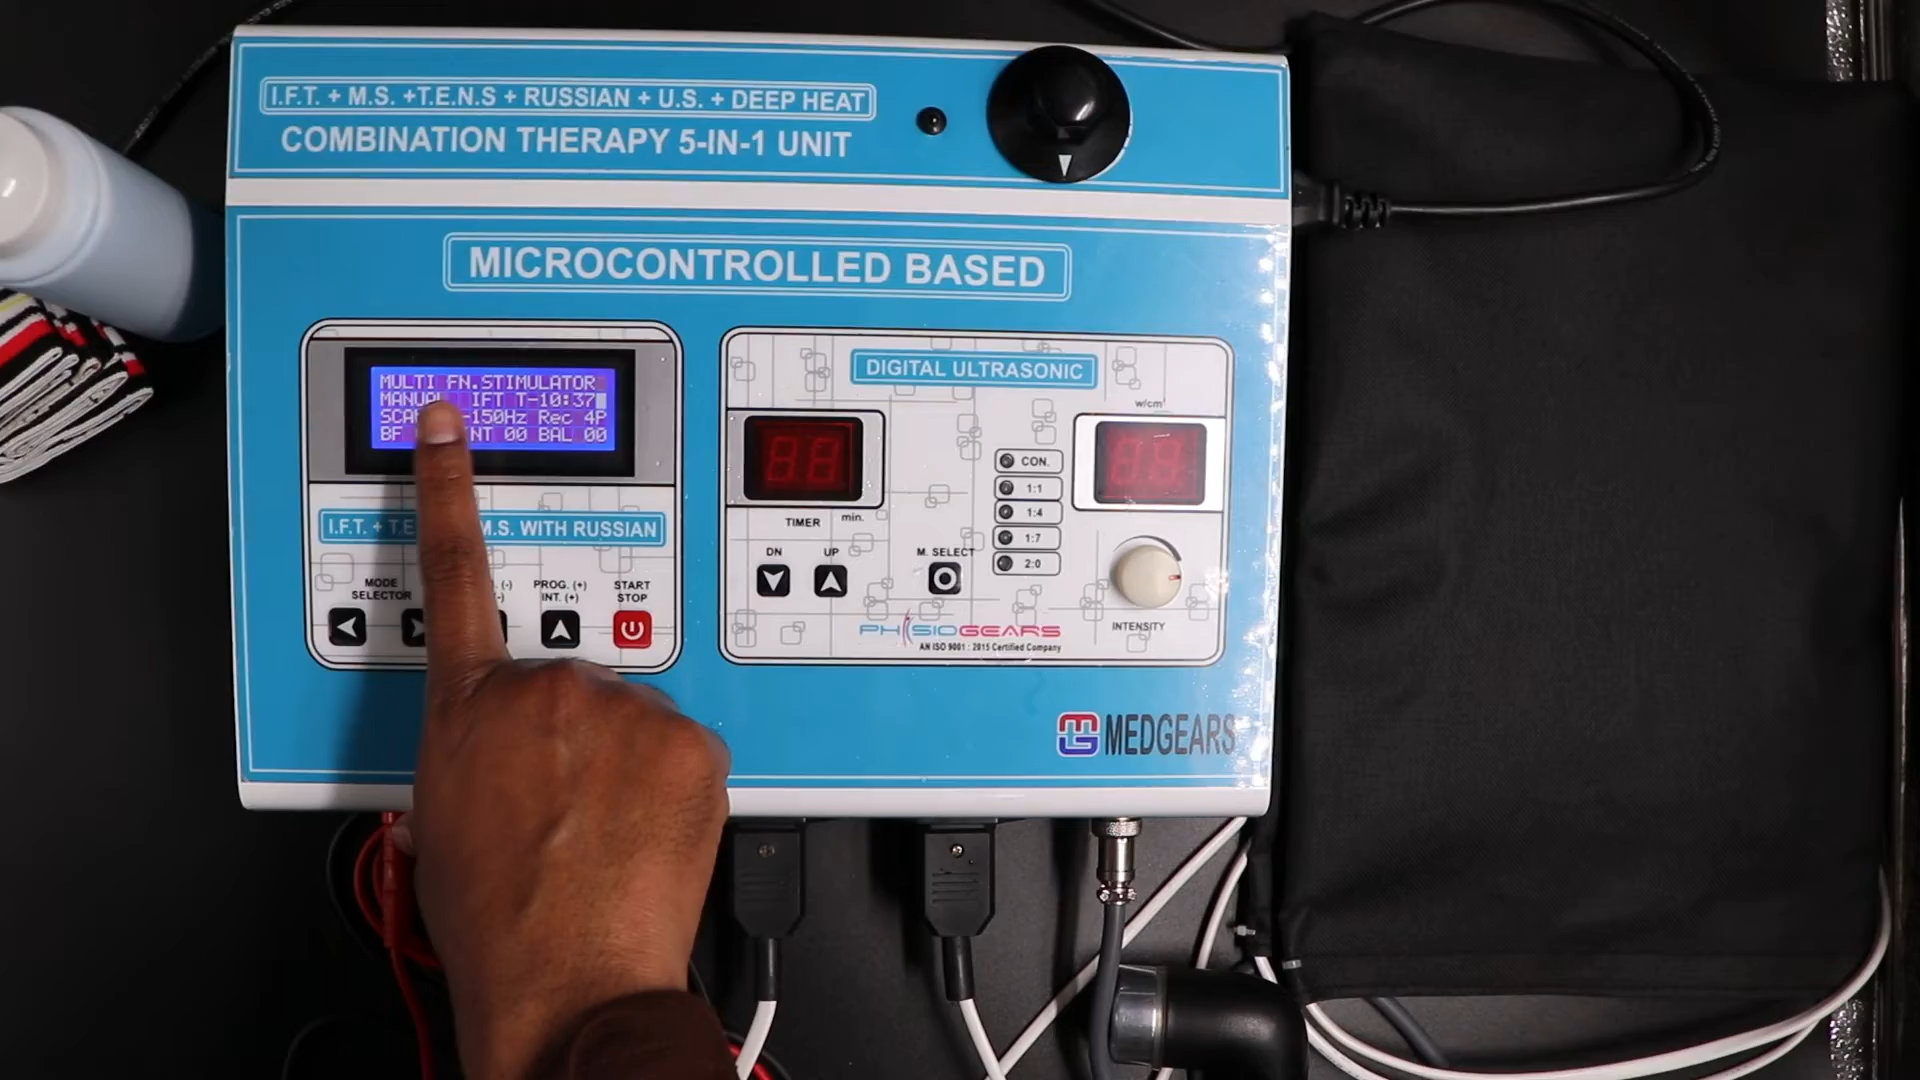 I.F.T. + M.S. +T.E.N.S + RUSSIAN + U.S. + DEEP HEAT
COMBINATION THERAPY 5-IN-1 UNIT
MICROCONTROLLED BASED
MULTI FN.STIMULATOR
MANUAL IFT T-10:37
-150Hz Rec 4P
BF 00 BAL 00
I.F.T. + M.S. WITH RUSSIAN
MODE
SELECTOR
(-)
(-)
PROG. (+)
INT. (+)
START
STOP
DIGITAL ULTRASONIC
w/cm²
TIMER min.
DN
UP
M. SELECT
CON.
1:1
1:4
1:7
2:0
INTENSITY
PHYSIOGEARS
AN ISO 9001 : 2015 Certified Company
MEDGEARS